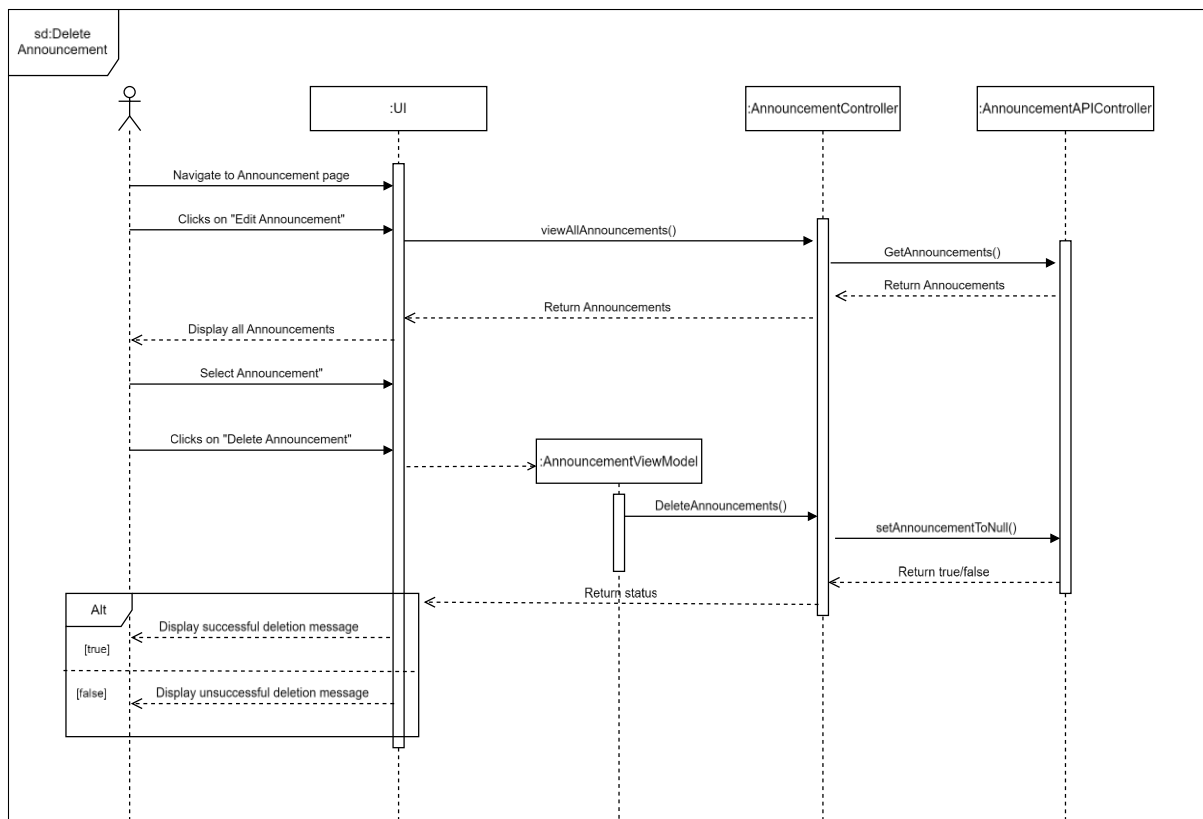 sd:Delete
Announcement
:UI
:AnnouncementController
:AnnouncementAPIController
Navigate to Announcement page
Clicks on "Edit Announcement"
viewAllAnnouncements()
GetAnnouncements()
Return Annoucements
Return Announcements
Display all Announcements
Select Announcement"
Clicks on "Delete Announcement"
:AnnouncementViewModel
DeleteAnnouncements()
setAnnouncementToNull()
Return true/false
Return status
Alt
Display successful deletion message
[true]
[false]
Display unsuccessful deletion message